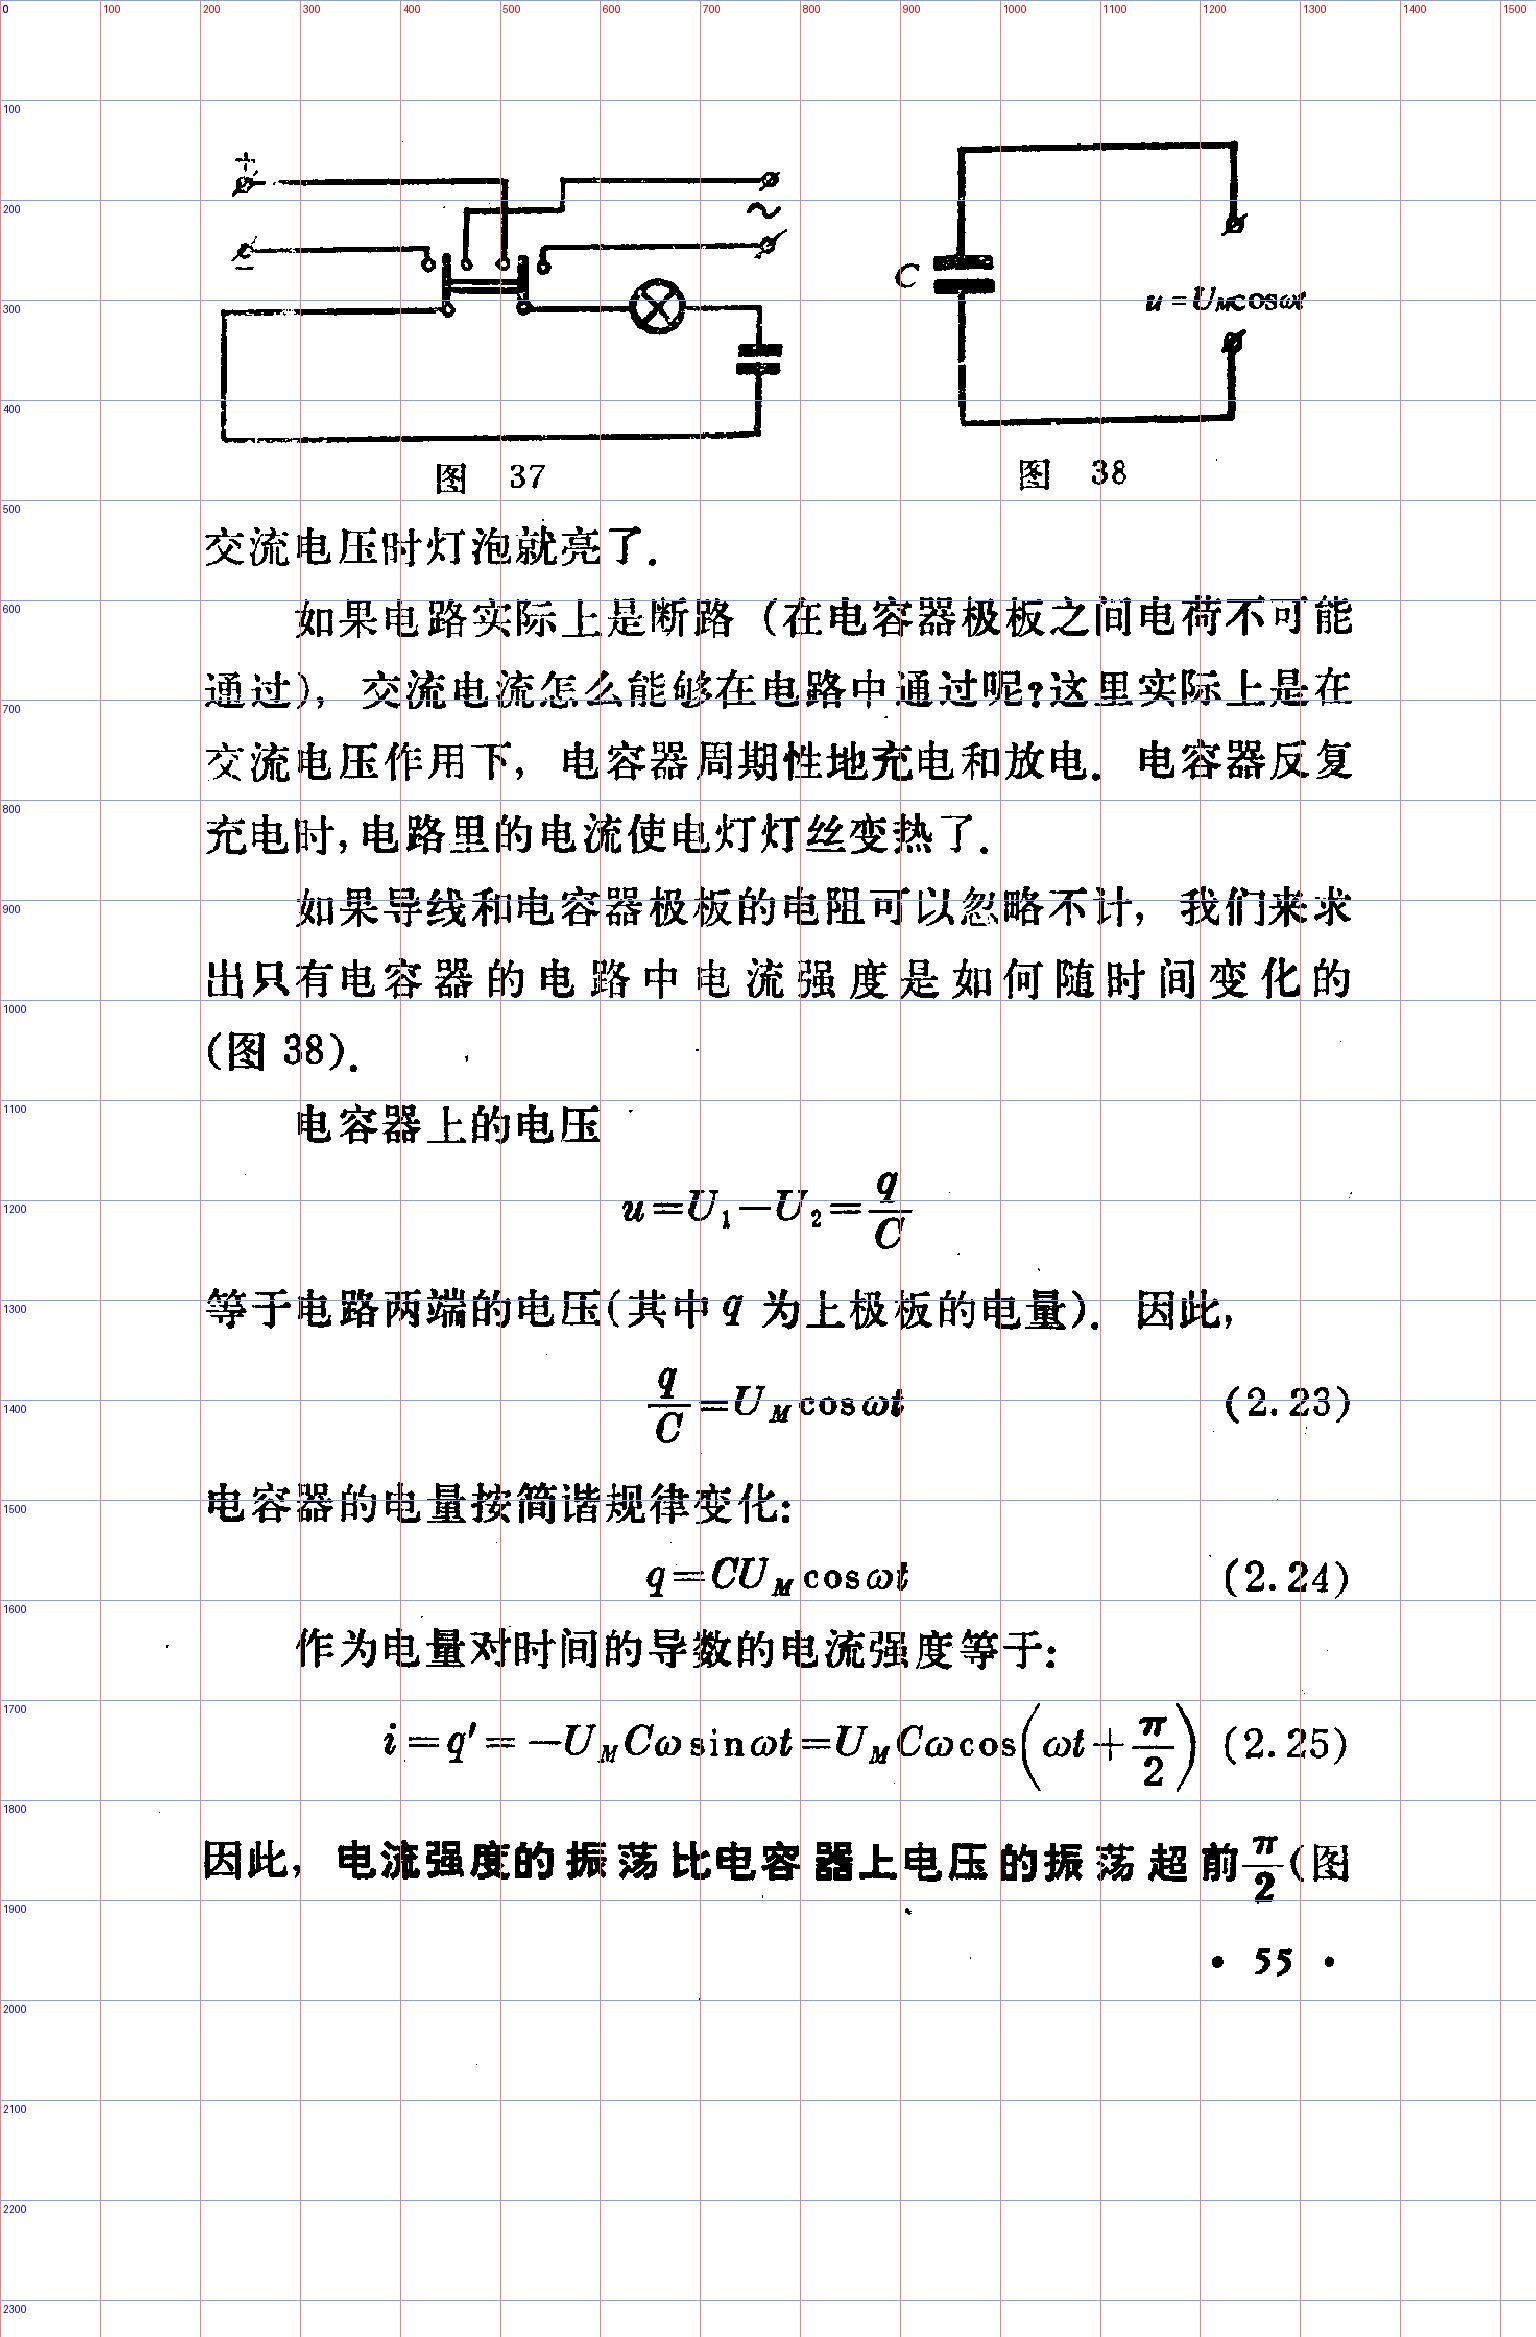 +
−
~
C
u=U_M cosωt
图 37
图 38
交流电压时灯泡就亮了.
如果电路实际上是断路（在电容器极板之间电荷不可能
通过），交流电流怎么能够在电路中通过呢？这里实际上是在
交流电压作用下，电容器周期性地充电和放电．电容器反复
充电时，电路里的电流使电灯灯丝变热了．
如果导线和电容器极板的电阻可以忽略不计，我们来求
出只有电容器的电路中电流强度是如何随时间变化的
(图 38)．
电容器上的电压
u=U₁−U₂=q/C
等于电路两端的电压(其中 q 为上极板的电量)．因此，
q/C=U_M cosωt (2.23)
电容器的电量按简谐规律变化：
q=CU_M cosωt (2.24)
作为电量对时间的导数的电流强度等于：
i=q′=−U_M Cω sinωt=U_M Cω cos(ωt+π/2) (2.25)
因此，电流强度的振荡比电容器上电压的振荡超前π/2(图
• 55 •